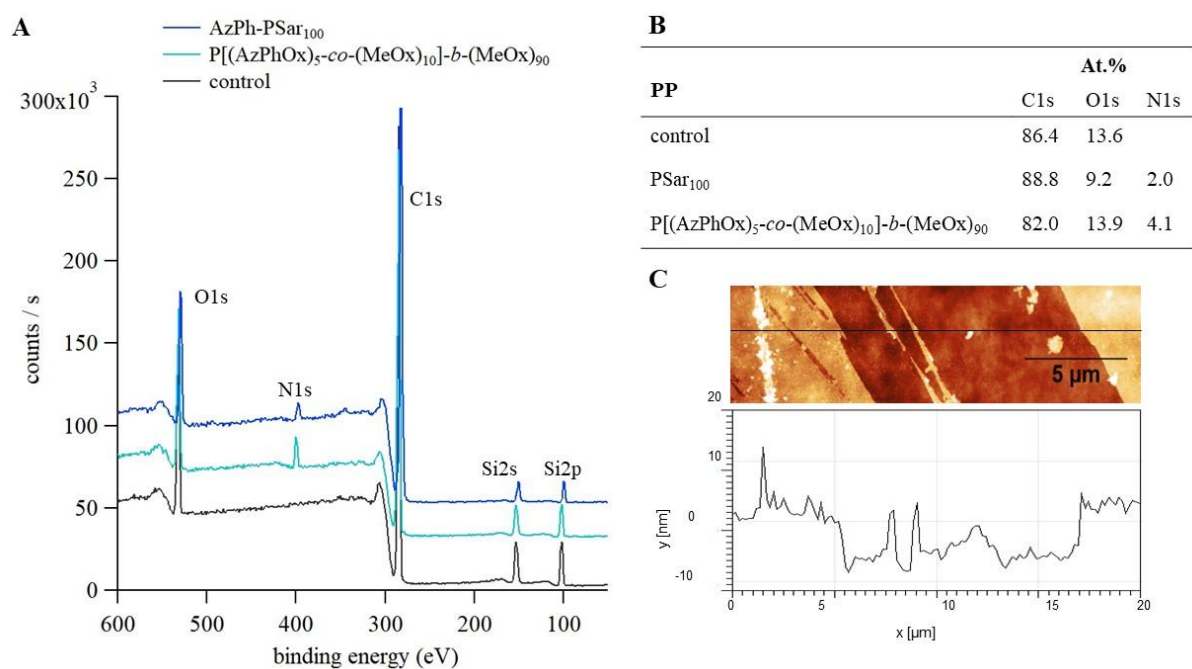 A
AzPh-PSar₁₀₀
P[(AzPhOx)₅-co-(MeOx)₁₀]-b-(MeOx)₉₀
control
300x10³
250
200
150
100
50
0
counts / s
O1s
N1s
C1s
Si2s
Si2p
600
500
400
300
200
100
binding energy (eV)
B
PP
At.%
C1s O1s N1s
control 86.4 13.6
PSar₁₀₀ 88.8 9.2 2.0
P[(AzPhOx)₅-co-(MeOx)₁₀]-b-(MeOx)₉₀ 82.0 13.9 4.1
C
5 µm
20
10
0
-10
y [nm]
0 5 10 15 20
x [µm]